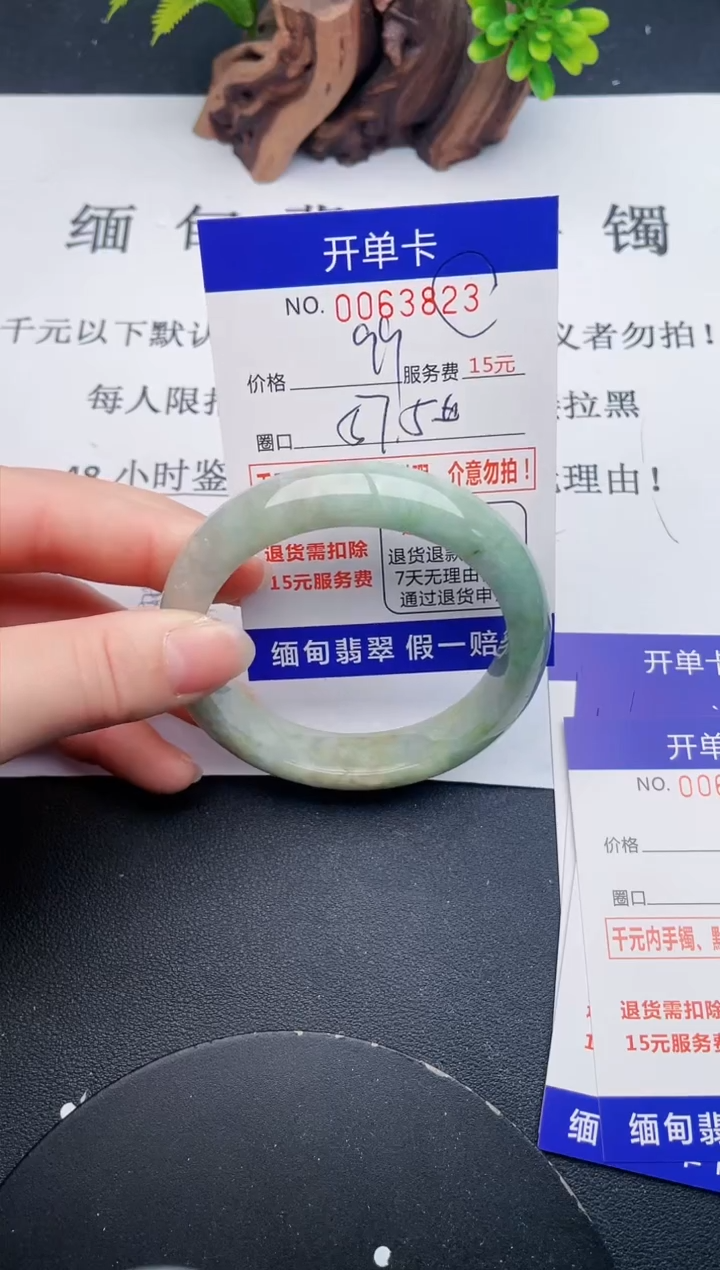 缅甸 镯
开单卡
NO. 0063823
千元以下默认 义者勿拍！
价格 99 服务费 15元
每人限拍 拉黑
圈口 57.5
48小时鉴 理由！
介意勿拍！
退货需扣除
15元服务费
退货退款
7天无理由
通过退货申
缅甸翡翠 假一赔
开单卡
开单
NO. 006
价格
圈口
千元内手镯、
退货需扣除
15元服务费
缅
缅甸翡